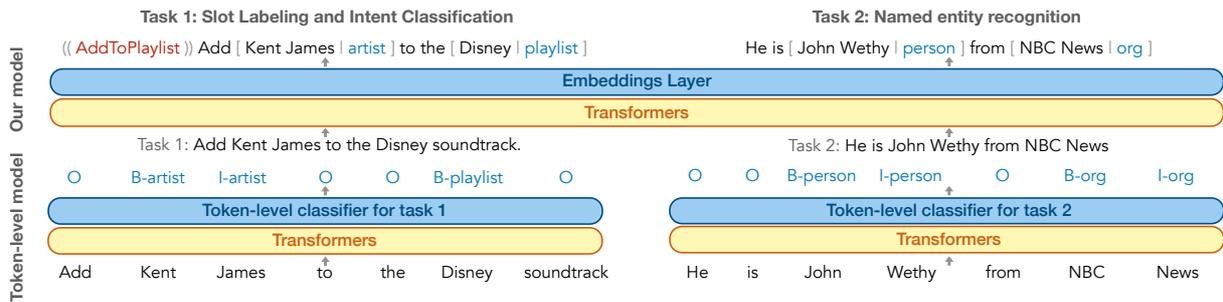 Task 1: Slot Labeling and Intent Classification
Task 2: Named entity recognition
Our model
(( AddToPlaylist )) Add [ Kent James | artist ] to the [ Disney | playlist ]
He is [ John Wethy | person ] from [ NBC News | org ]
Embeddings Layer
Transformers
Task 1: Add Kent James to the Disney soundtrack.
Task 2: He is John Wethy from NBC News
Token-level model
O B-artist I-artist O O B-playlist O
O O B-person I-person O B-org I-org
Token-level classifier for task 1
Token-level classifier for task 2
Transformers
Transformers
Add Kent James to the Disney soundtrack
He is John Wethy from NBC News